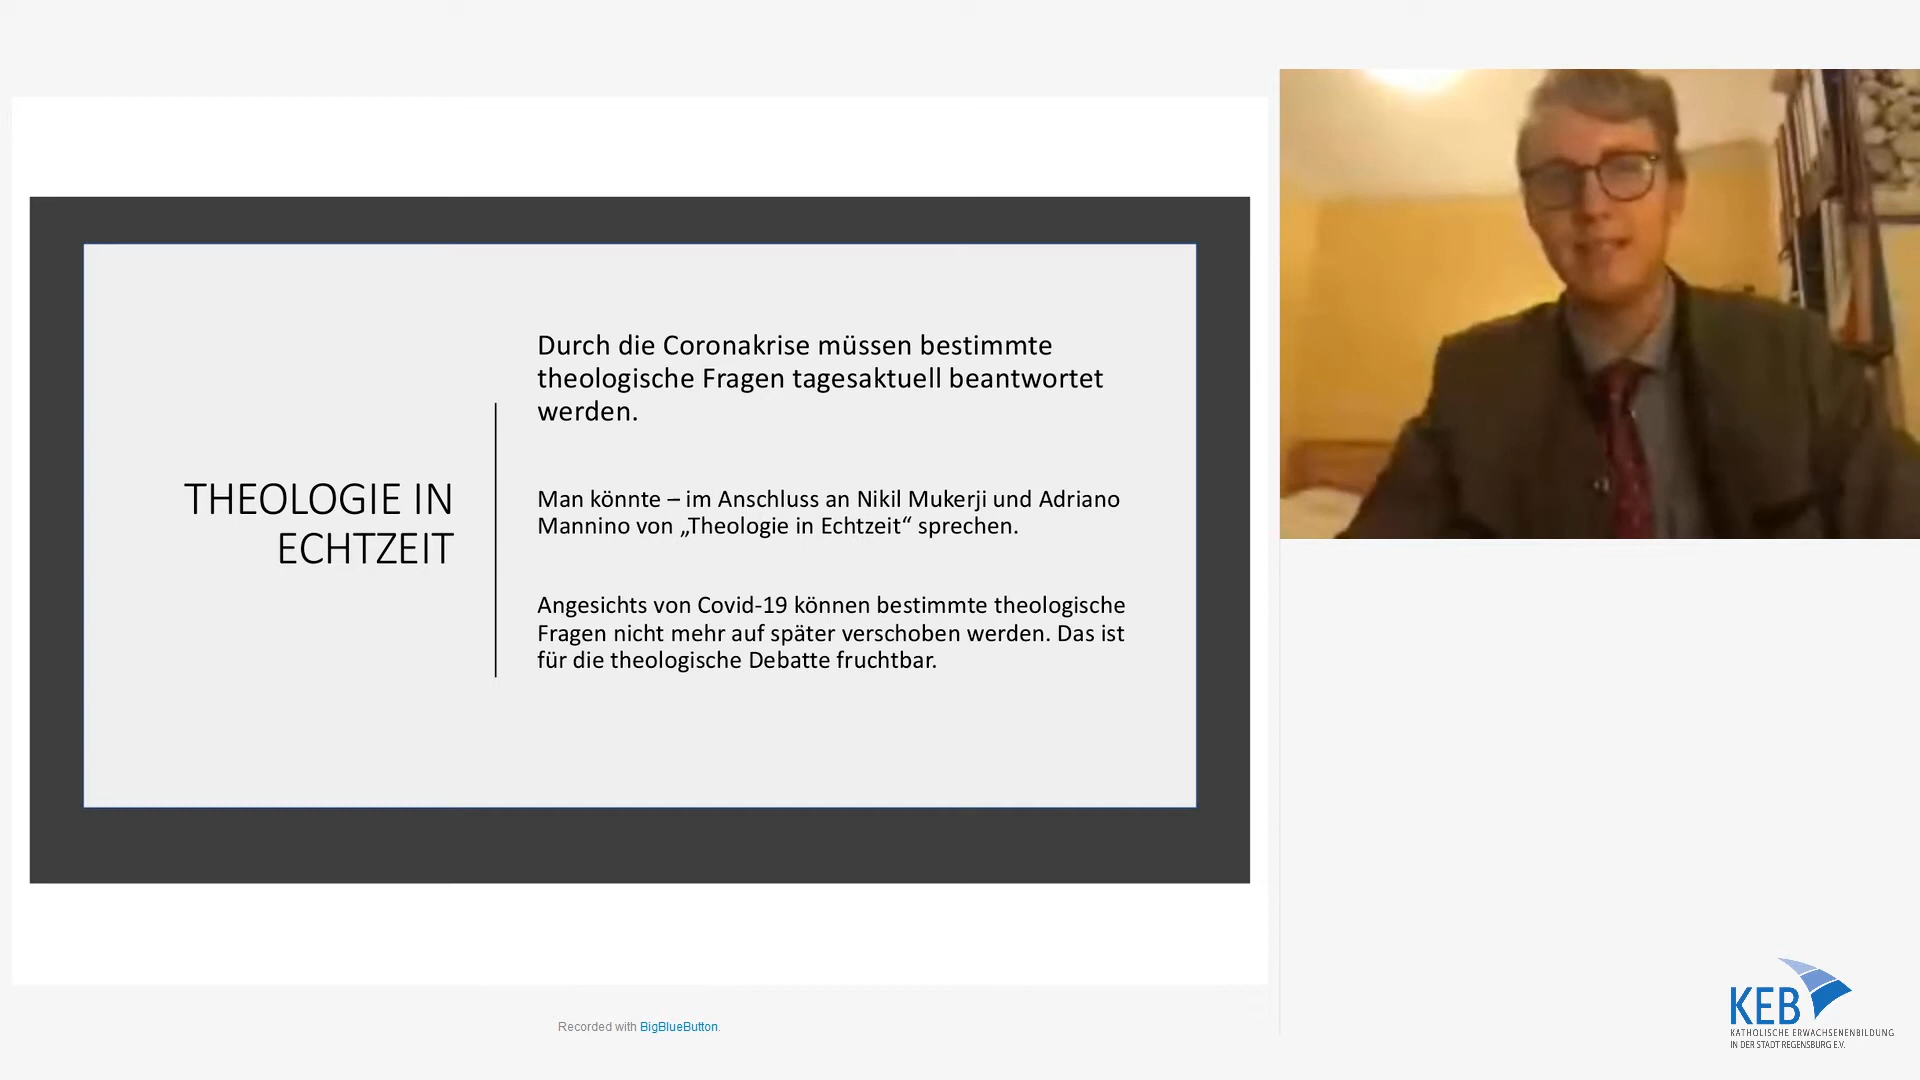 THEOLOGIE IN
ECHTZEIT
Durch die Coronakrise müssen bestimmte
theologische Fragen tagesaktuell beantwortet
werden.
Man könnte – im Anschluss an Nikil Mukerji und Adriano
Mannino von „Theologie in Echtzeit“ sprechen.
Angesichts von Covid-19 können bestimmte theologische
Fragen nicht mehr auf später verschoben werden. Das ist
für die theologische Debatte fruchtbar.
Recorded with BigBlueButton.
KEB
KATHOLISCHE ERWACHSENENBILDUNG
IN DER STADT REGENSBURG E.V.